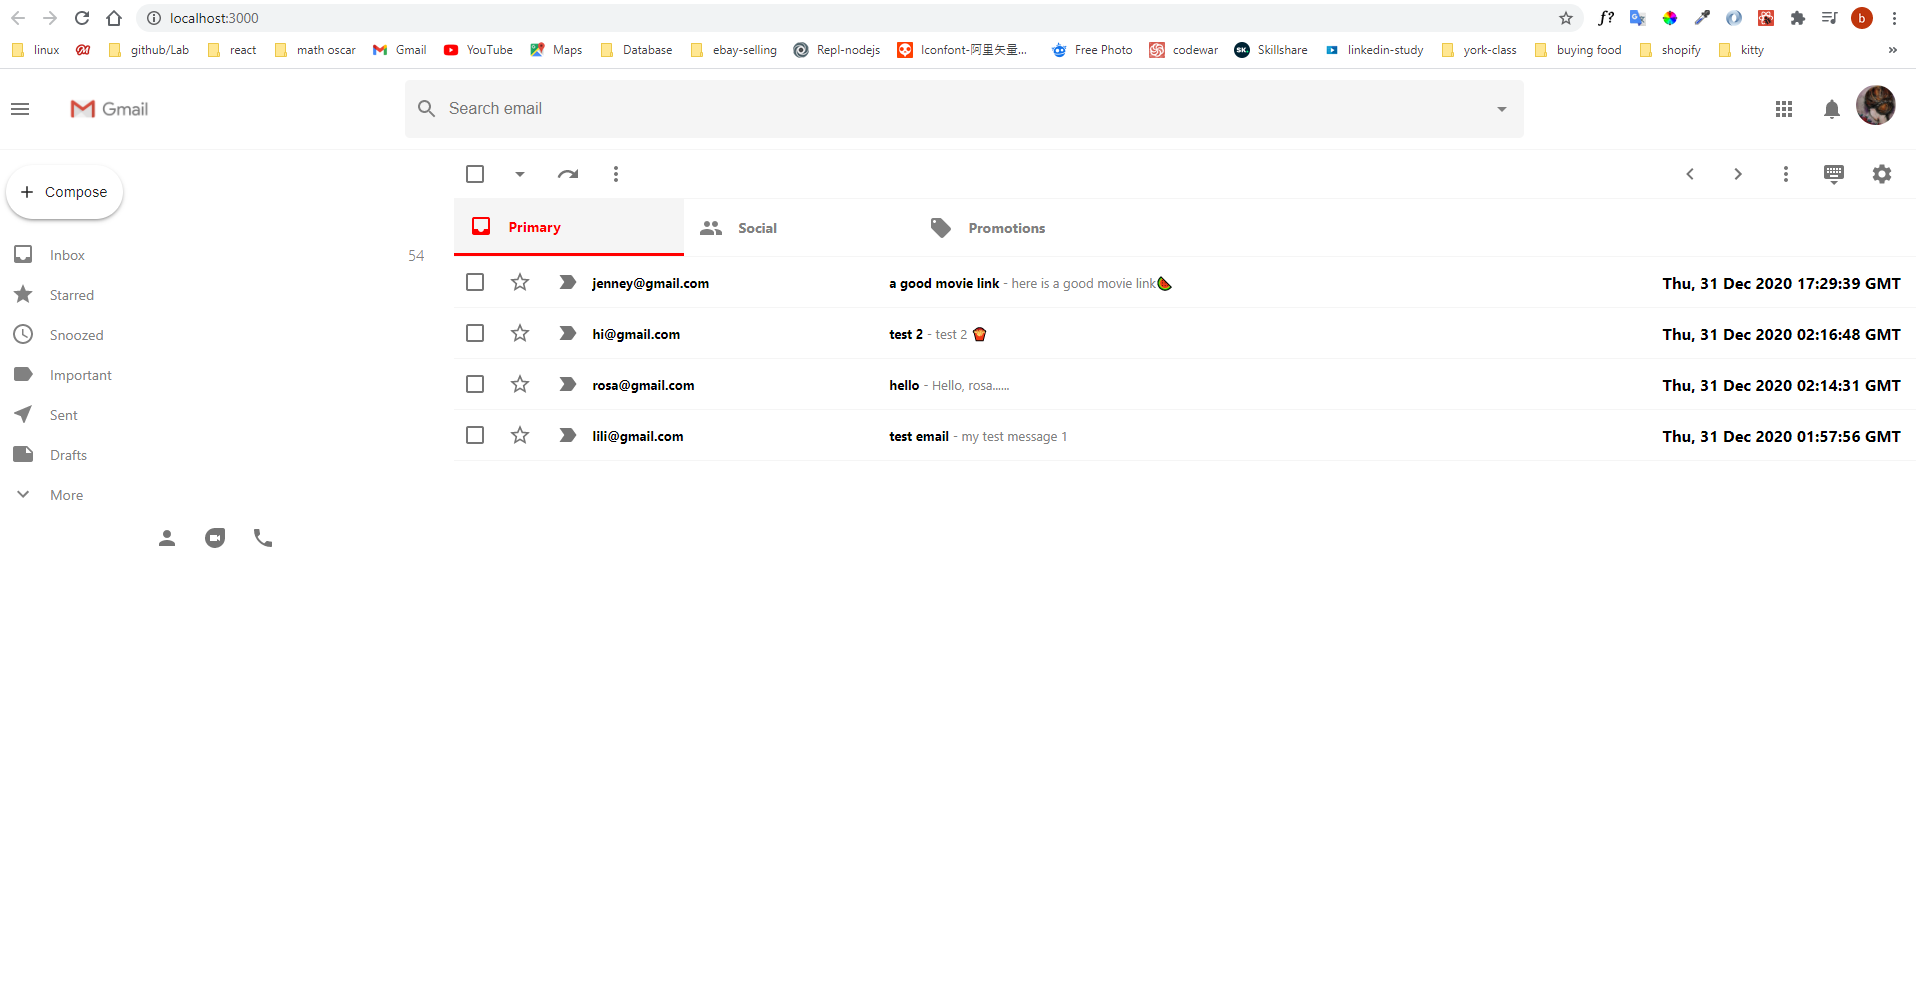 localhost:3000
linux github/Lab react math oscar Gmail YouTube Maps Database ebay-selling Repl-nodejs Iconfont-阿里矢量... Free Photo SK. codewar Skillshare linkedin-study york-class buying food shopify kitty »
Gmail Search email
Compose
Primary Social Promotions
Inbox 54
Starred
Snoozed
Important
Sent
Drafts
More
jenney@gmail.com a good movie link - here is a good movie link🍉 Thu, 31 Dec 2020 17:29:39 GMT
hi@gmail.com test 2 - test 2 🍟 Thu, 31 Dec 2020 02:16:48 GMT
rosa@gmail.com hello - Hello, rosa...... Thu, 31 Dec 2020 02:14:31 GMT
lili@gmail.com test email - my test message 1 Thu, 31 Dec 2020 01:57:56 GMT